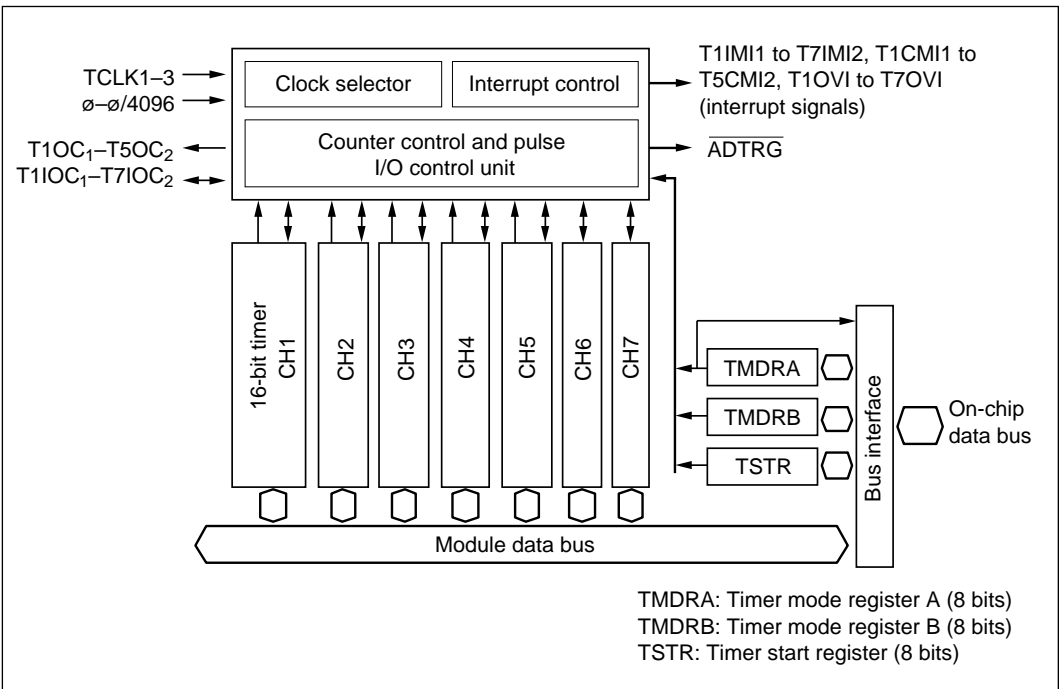 TCLK1–3
ø–ø/4096
T1OC₁–T5OC₂
T1IOC₁–T7IOC₂
Clock selector
Interrupt control
Counter control and pulse
I/O control unit
T1IMI1 to T7IMI2, T1CMI1 to
T5CMI2, T1OVI to T7OVI
(interrupt signals)
ADTRG
16-bit timer
CH1
CH2
CH3
CH4
CH5
CH6
CH7
TMDRA
TMDRB
TSTR
Bus interface
On-chip
data bus
Module data bus
TMDRA: Timer mode register A (8 bits)
TMDRB: Timer mode register B (8 bits)
TSTR: Timer start register (8 bits)